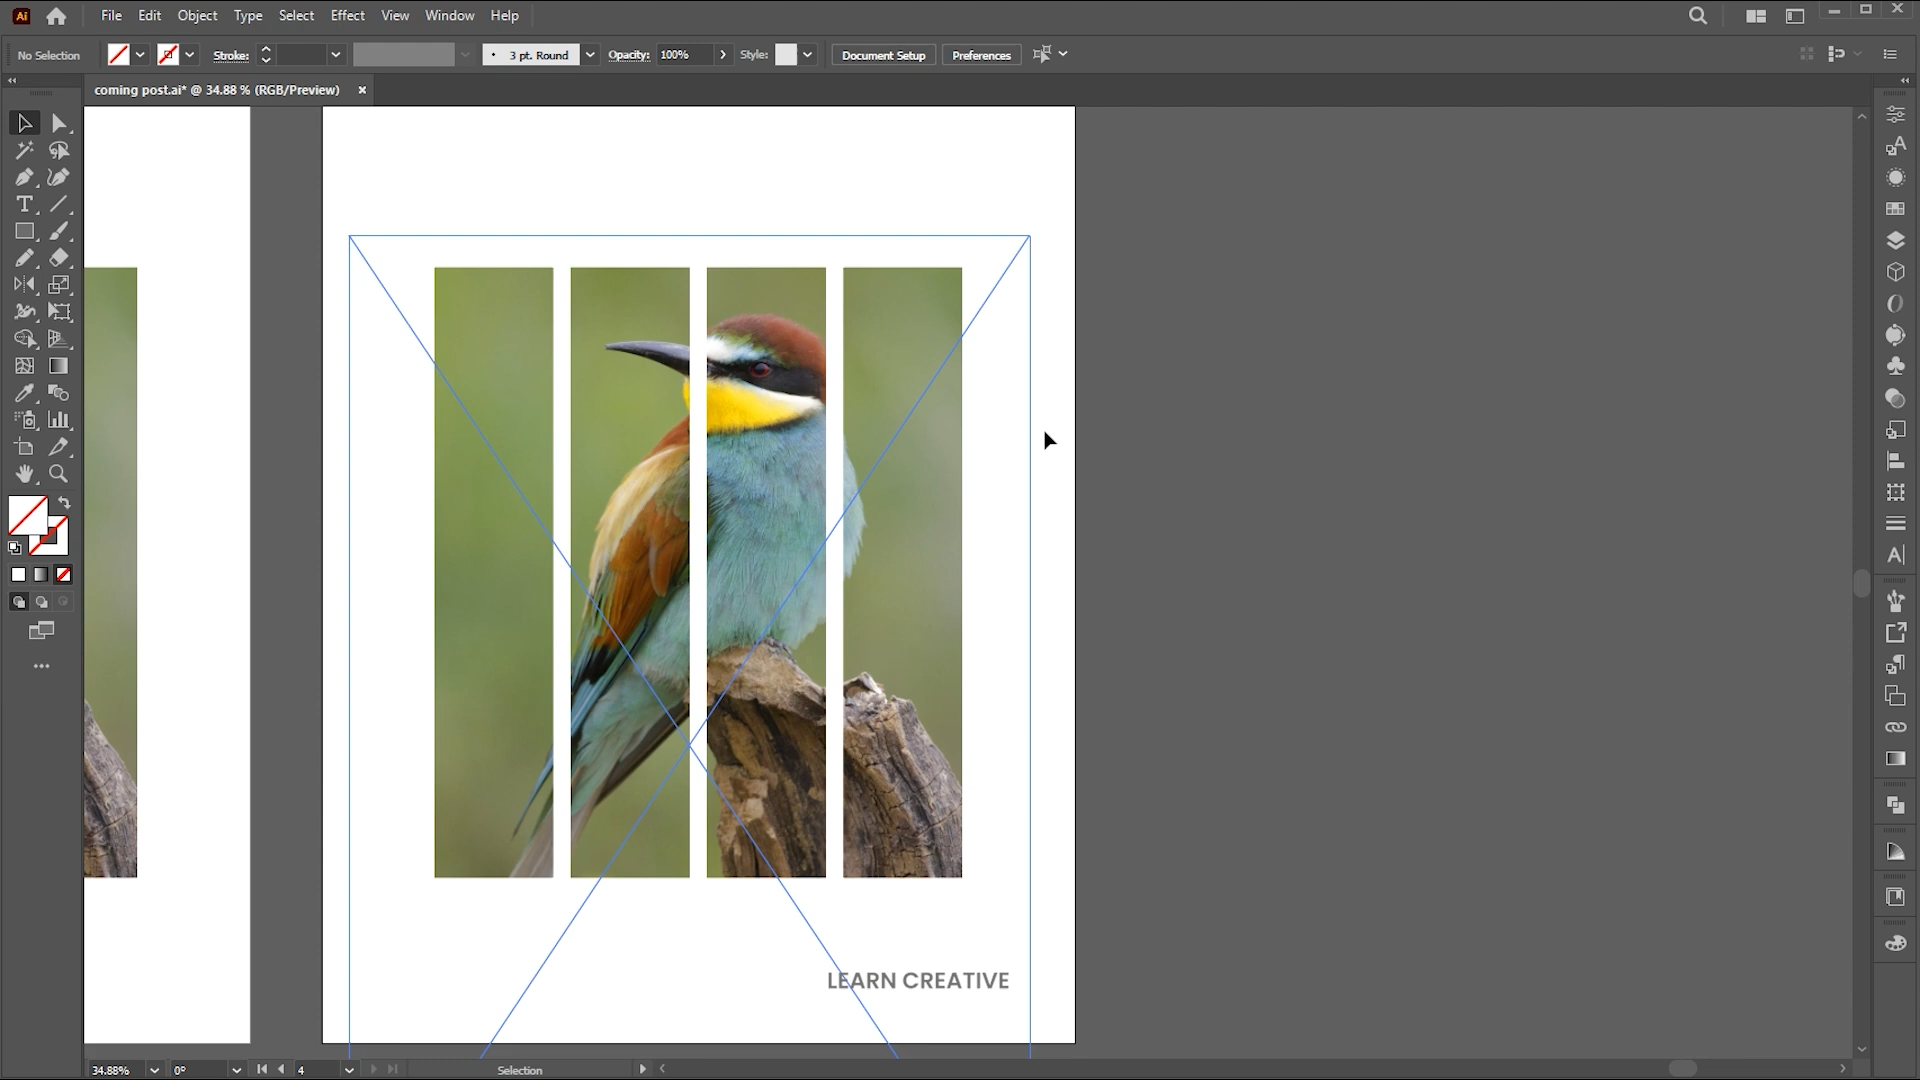 Ai File Edit Object Type Select Effect View Window Help
No Selection Stroke: 3 pt. Round Opacity: 100% Style: Document Setup Preferences
coming post.ai* @ 34.88 % (RGB/Preview)
LEARN CREATIVE
34.88% 0° 4 Selection